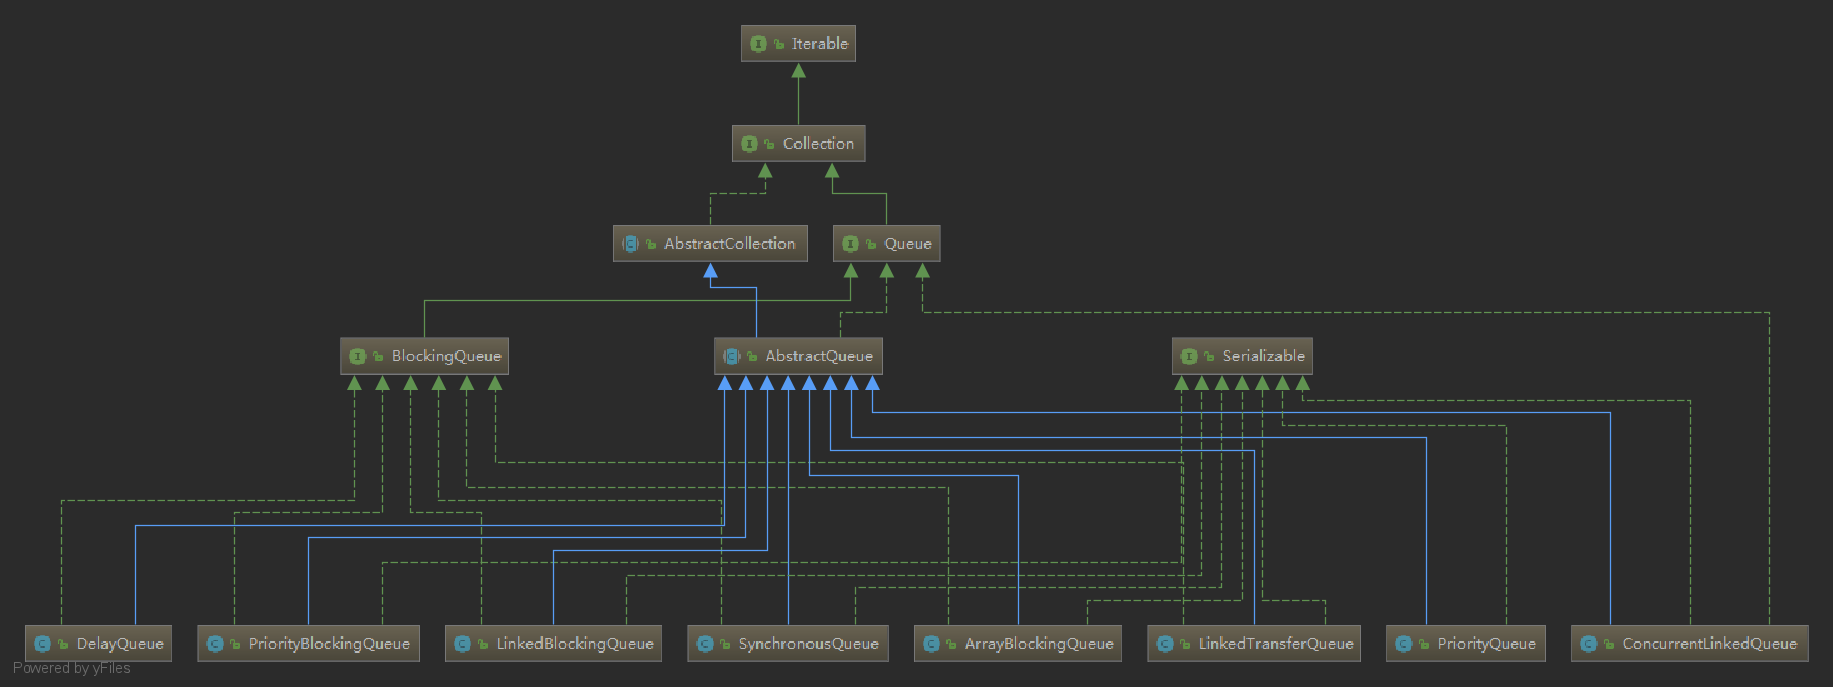 Iterable
Collection
AbstractCollection
Queue
BlockingQueue
AbstractQueue
Serializable
DelayQueue
PriorityBlockingQueue
LinkedBlockingQueue
SynchronousQueue
ArrayBlockingQueue
LinkedTransferQueue
PriorityQueue
ConcurrentLinkedQueue
Powered by yFiles